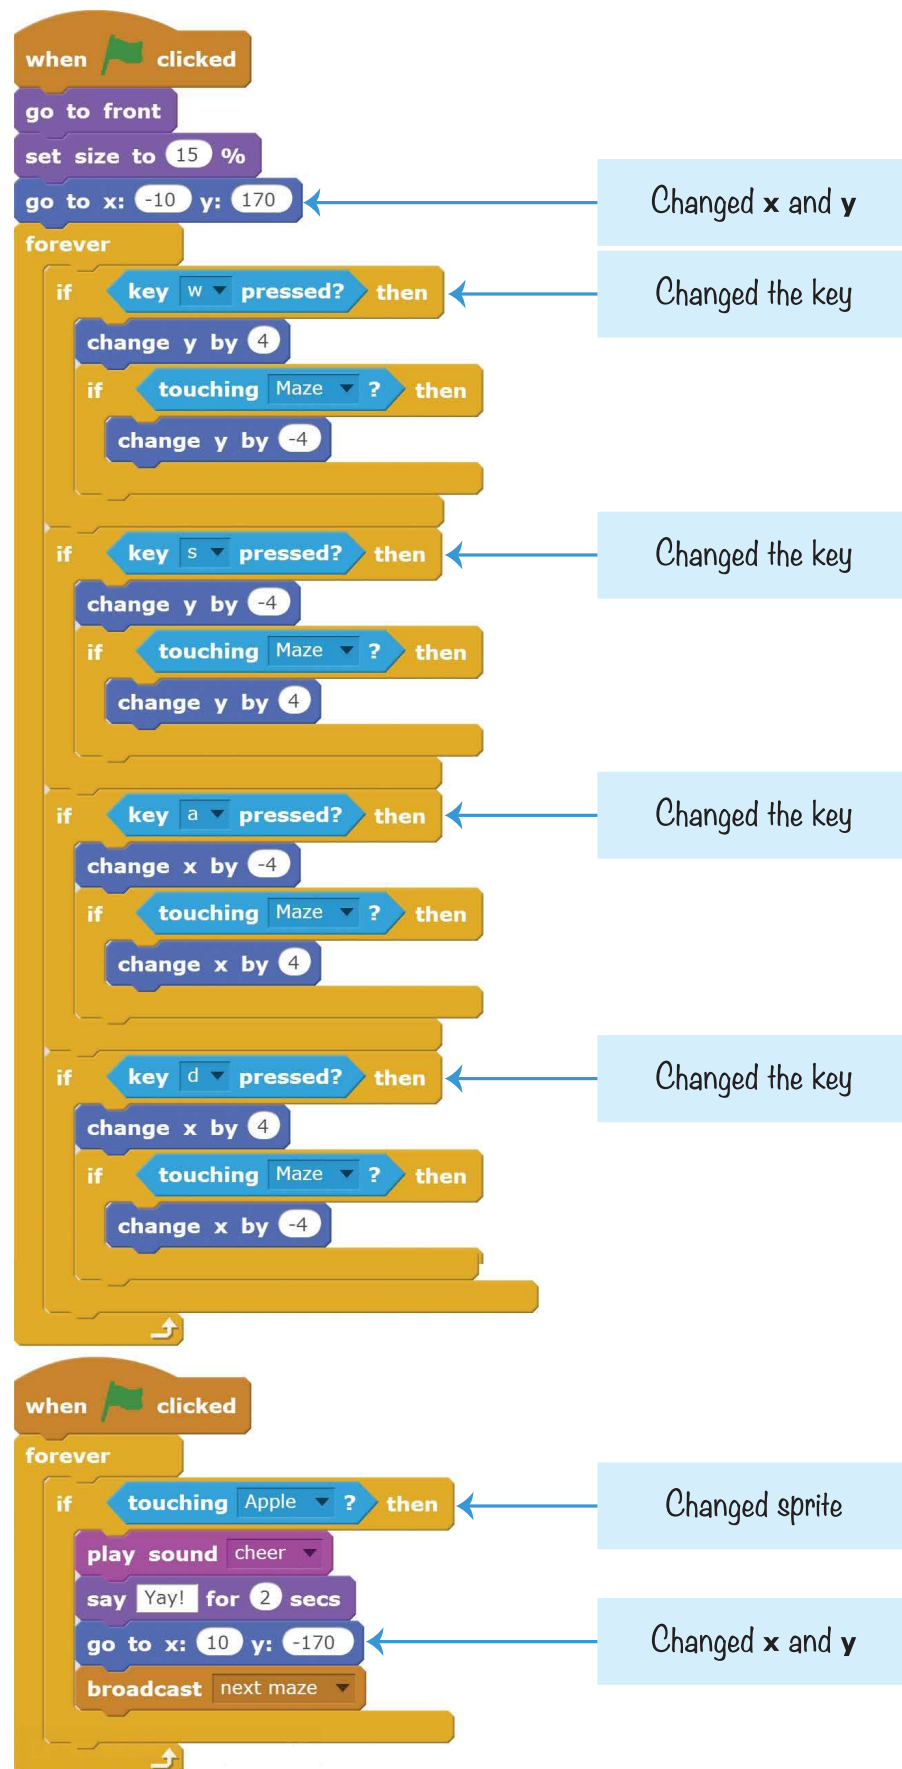 when clicked
go to front
set size to 15 %
go to x: -10 y: 170
Changed x and y
forever
if key w pressed? then
Changed the key
change y by 4
if touching Maze ? then
change y by -4
if key s pressed? then
Changed the key
change y by -4
if touching Maze ? then
change y by 4
if key a pressed? then
Changed the key
change x by -4
if touching Maze ? then
change x by 4
if key d pressed? then
Changed the key
change x by 4
if touching Maze ? then
change x by -4
when clicked
forever
if touching Apple ? then
Changed sprite
play sound cheer
say Yay! for 2 secs
go to x: 10 y: -170
Changed x and y
broadcast next maze